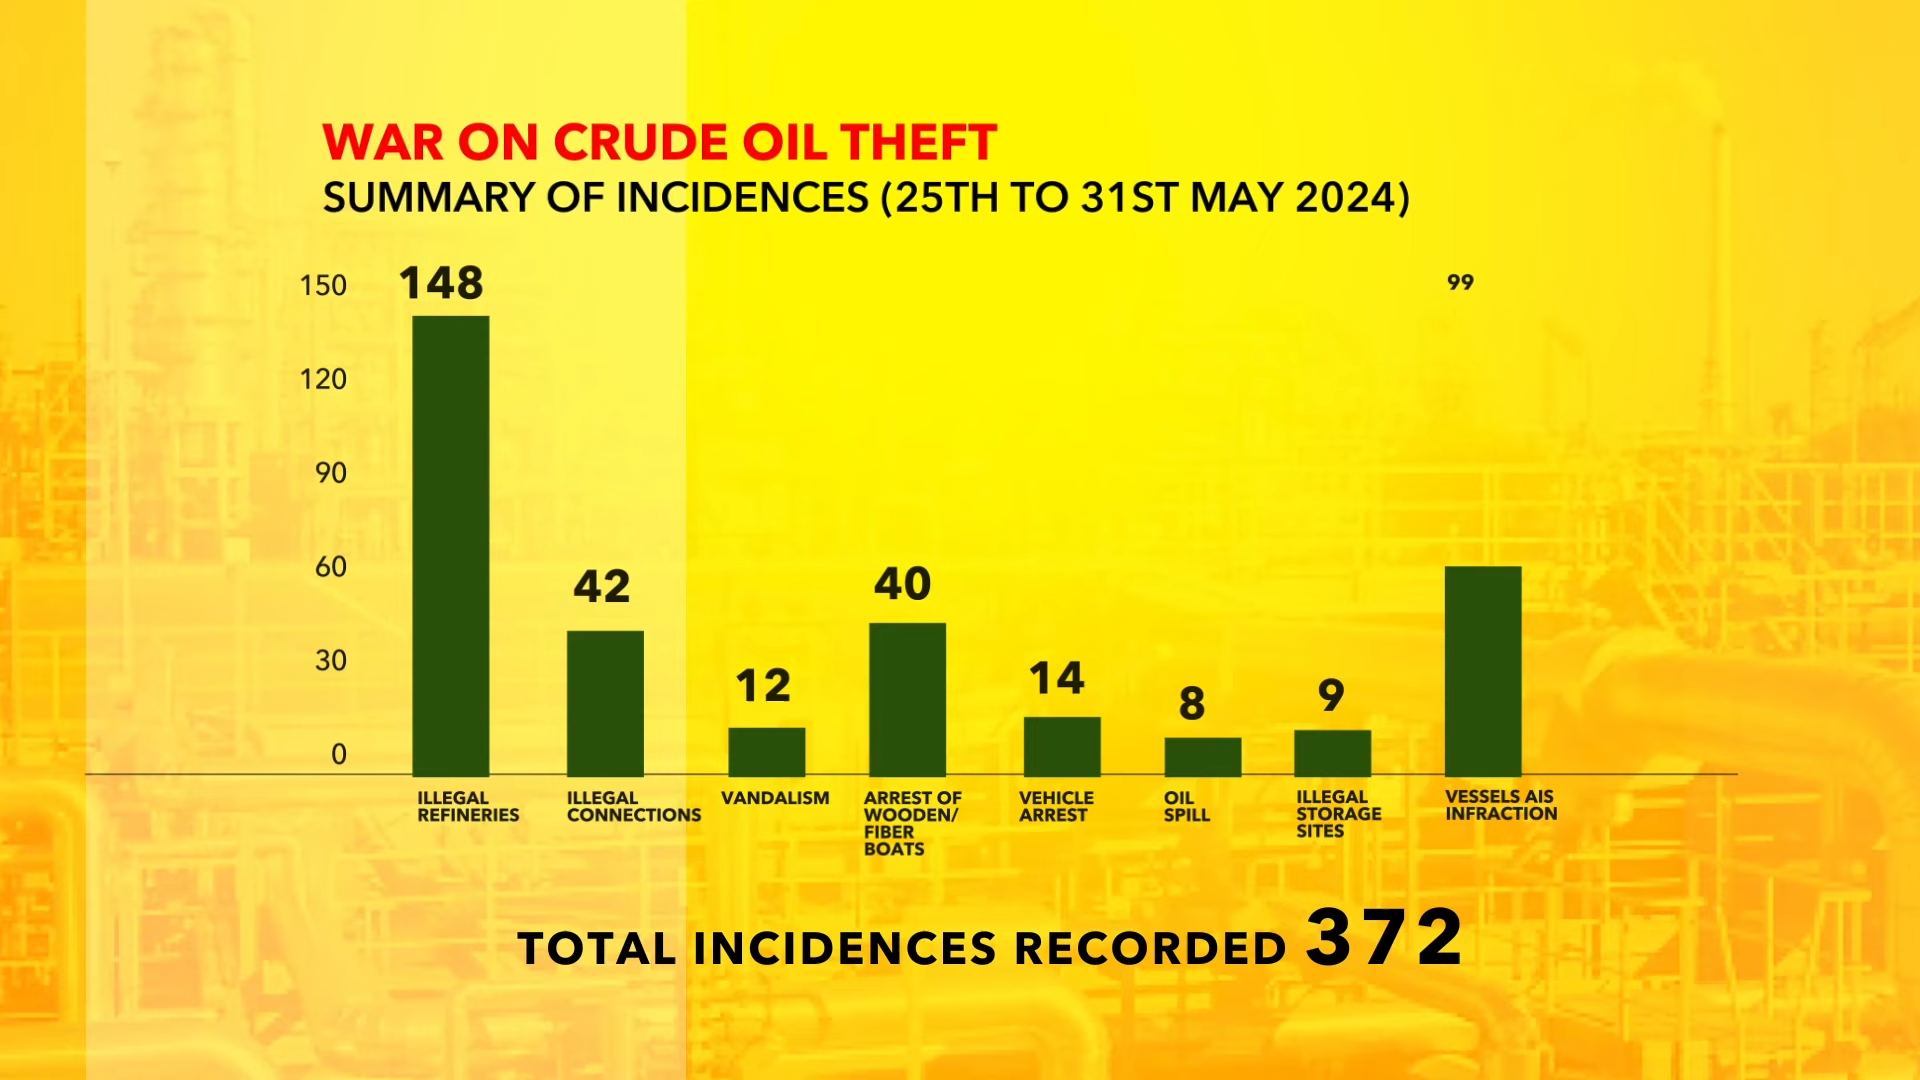 WAR ON CRUDE OIL THEFT
SUMMARY OF INCIDENCES (25TH TO 31ST MAY 2024)
150
120
90
60
30
0
148
42
12
40
14
8
9
99
ILLEGAL
REFINERIES
ILLEGAL
CONNECTIONS
VANDALISM
ARREST OF
WOODEN/
FIBER
BOATS
VEHICLE
ARREST
OIL
SPILL
ILLEGAL
STORAGE
SITES
VESSELS AIS
INFRACTION
TOTAL INCIDENCES RECORDED 372